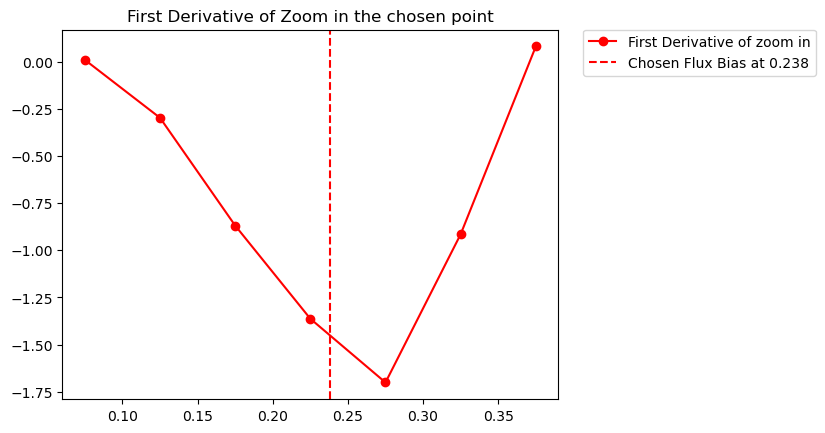 First Derivative of Zoom in the chosen point
First Derivative of zoom in
Chosen Flux Bias at 0.238
0.00
−0.25
−0.50
−0.75
−1.00
−1.25
−1.50
−1.75
0.10 0.15 0.20 0.25 0.30 0.35